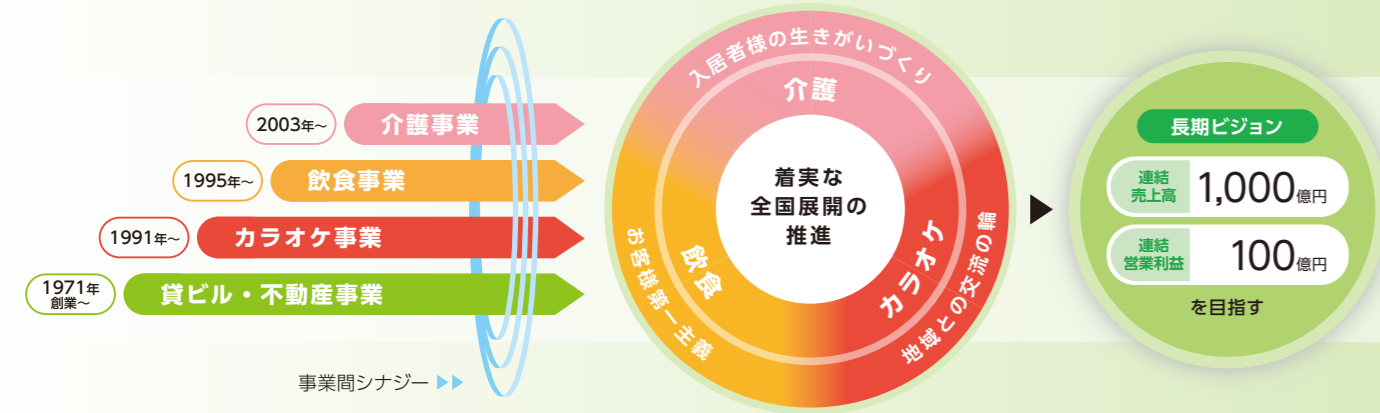 2003年~
介護事業
1995年~
飲食事業
1991年~
カラオケ事業
1971年
創業~
貸ビル・不動産事業
事業間シナジー ▶▶
入居者様の生きがいづくり
介護
着実な
全国展開の
推進
飲食
お客様第一主義
カラオケ
地域との交流の輪
長期ビジョン
連結
売上高
1,000億円
連結
営業利益
100億円
を目指す